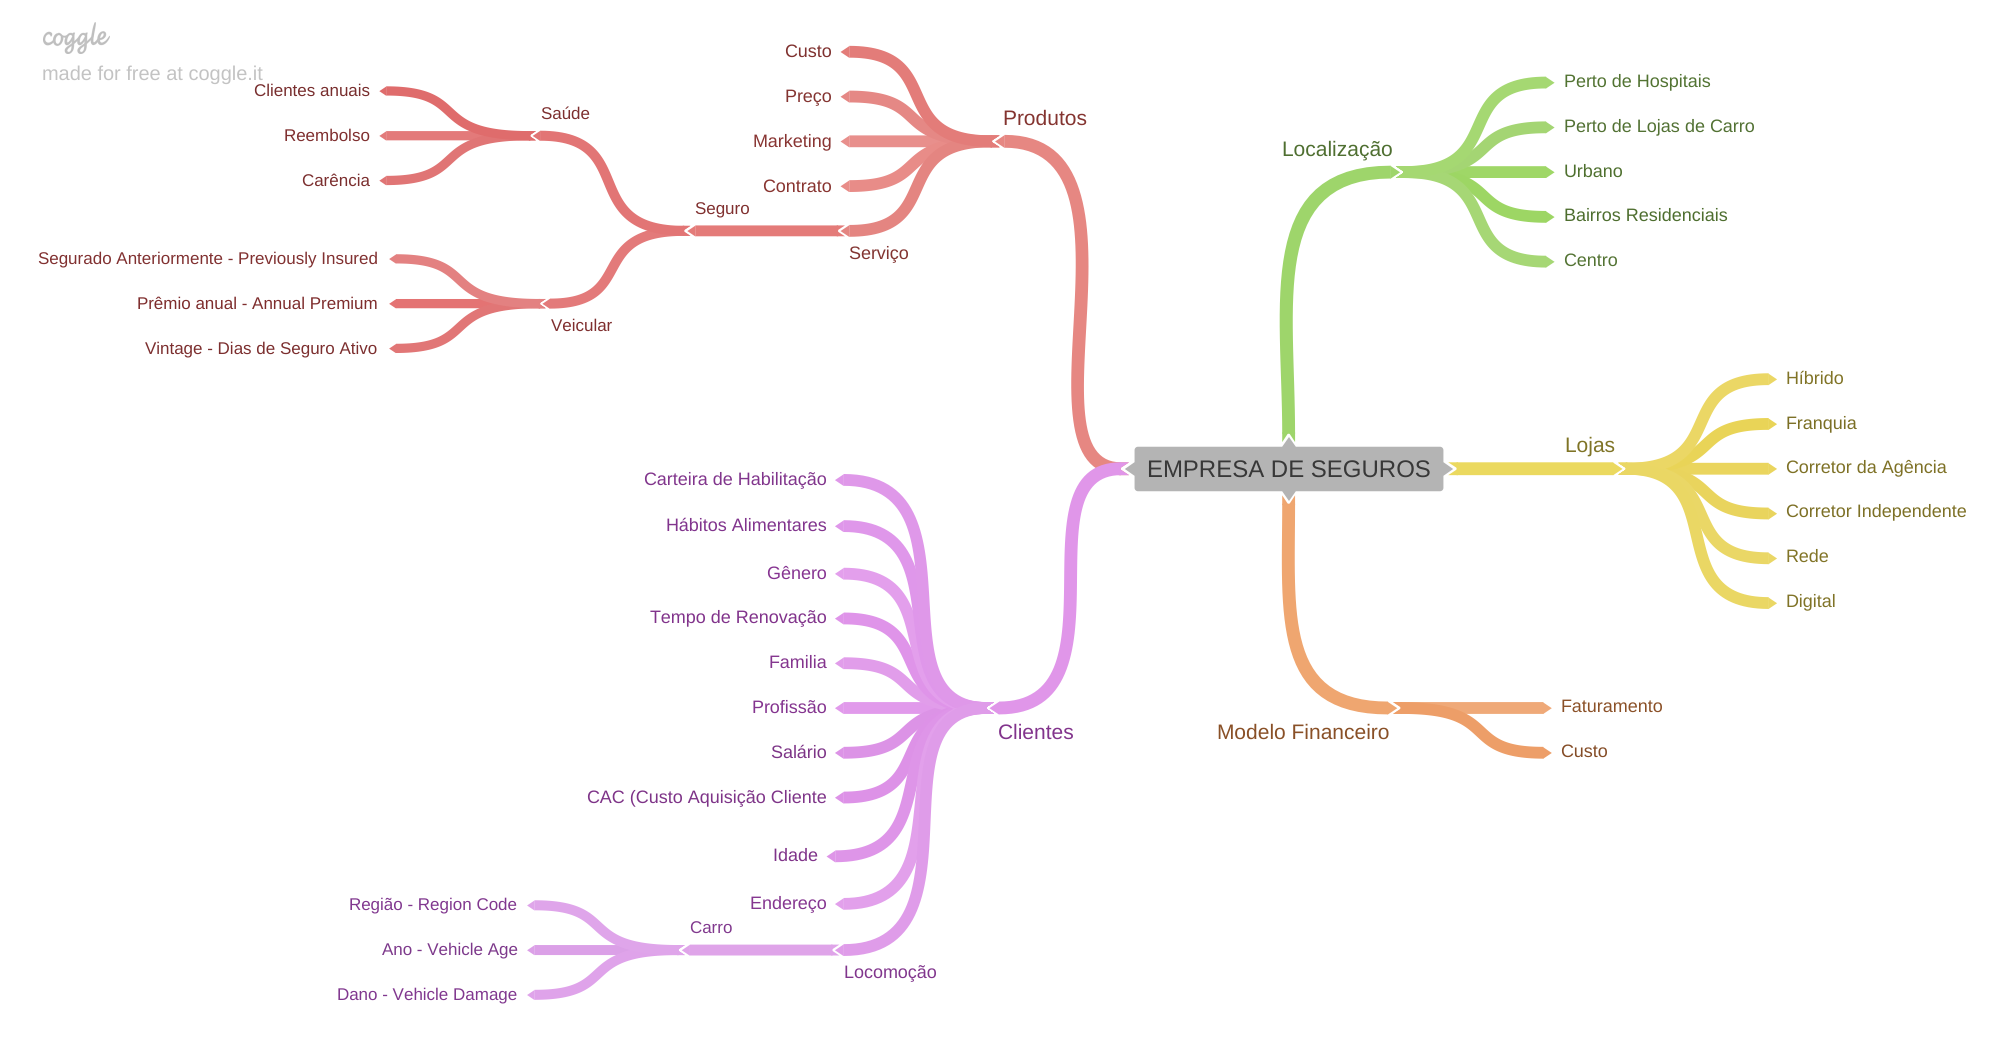 coggle
made for free at coggle.it
EMPRESA DE SEGUROS
Produtos
Custo
Preço
Marketing
Contrato
Serviço
Seguro
Saúde
Clientes anuais
Reembolso
Carência
Veicular
Segurado Anteriormente - Previously Insured
Prêmio anual - Annual Premium
Vintage - Dias de Seguro Ativo
Clientes
Carteira de Habilitação
Hábitos Alimentares
Gênero
Tempo de Renovação
Familia
Profissão
Salário
CAC (Custo Aquisição Cliente
Idade
Endereço
Locomoção
Carro
Região - Region Code
Ano - Vehicle Age
Dano - Vehicle Damage
Localização
Perto de Hospitais
Perto de Lojas de Carro
Urbano
Bairros Residenciais
Centro
Lojas
Híbrido
Franquia
Corretor da Agência
Corretor Independente
Rede
Digital
Modelo Financeiro
Faturamento
Custo